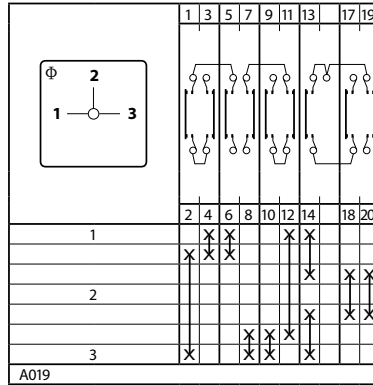 1 3 5 7 9 11 13 17 19
Φ 2
1 3
2 4 6 8 10 12 14 18 20
1 X X X X
X X X
X X X
2
X X X
X X X
3 X X X X
A019